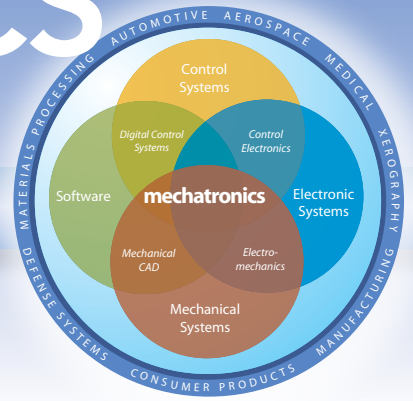 CS
MATERIALS PROCESSING AUTOMOTIVE AEROSPACE MEDICAL XEROGRAPHY
Control
Systems
Digital Control
Systems
Control
Electronics
Software
mechatronics
Electronic
Systems
Mechanical
CAD
Electro-
mechanics
Mechanical
Systems
DEFENSE SYSTEMS CONSUMER PRODUCTS MANUFACTURING